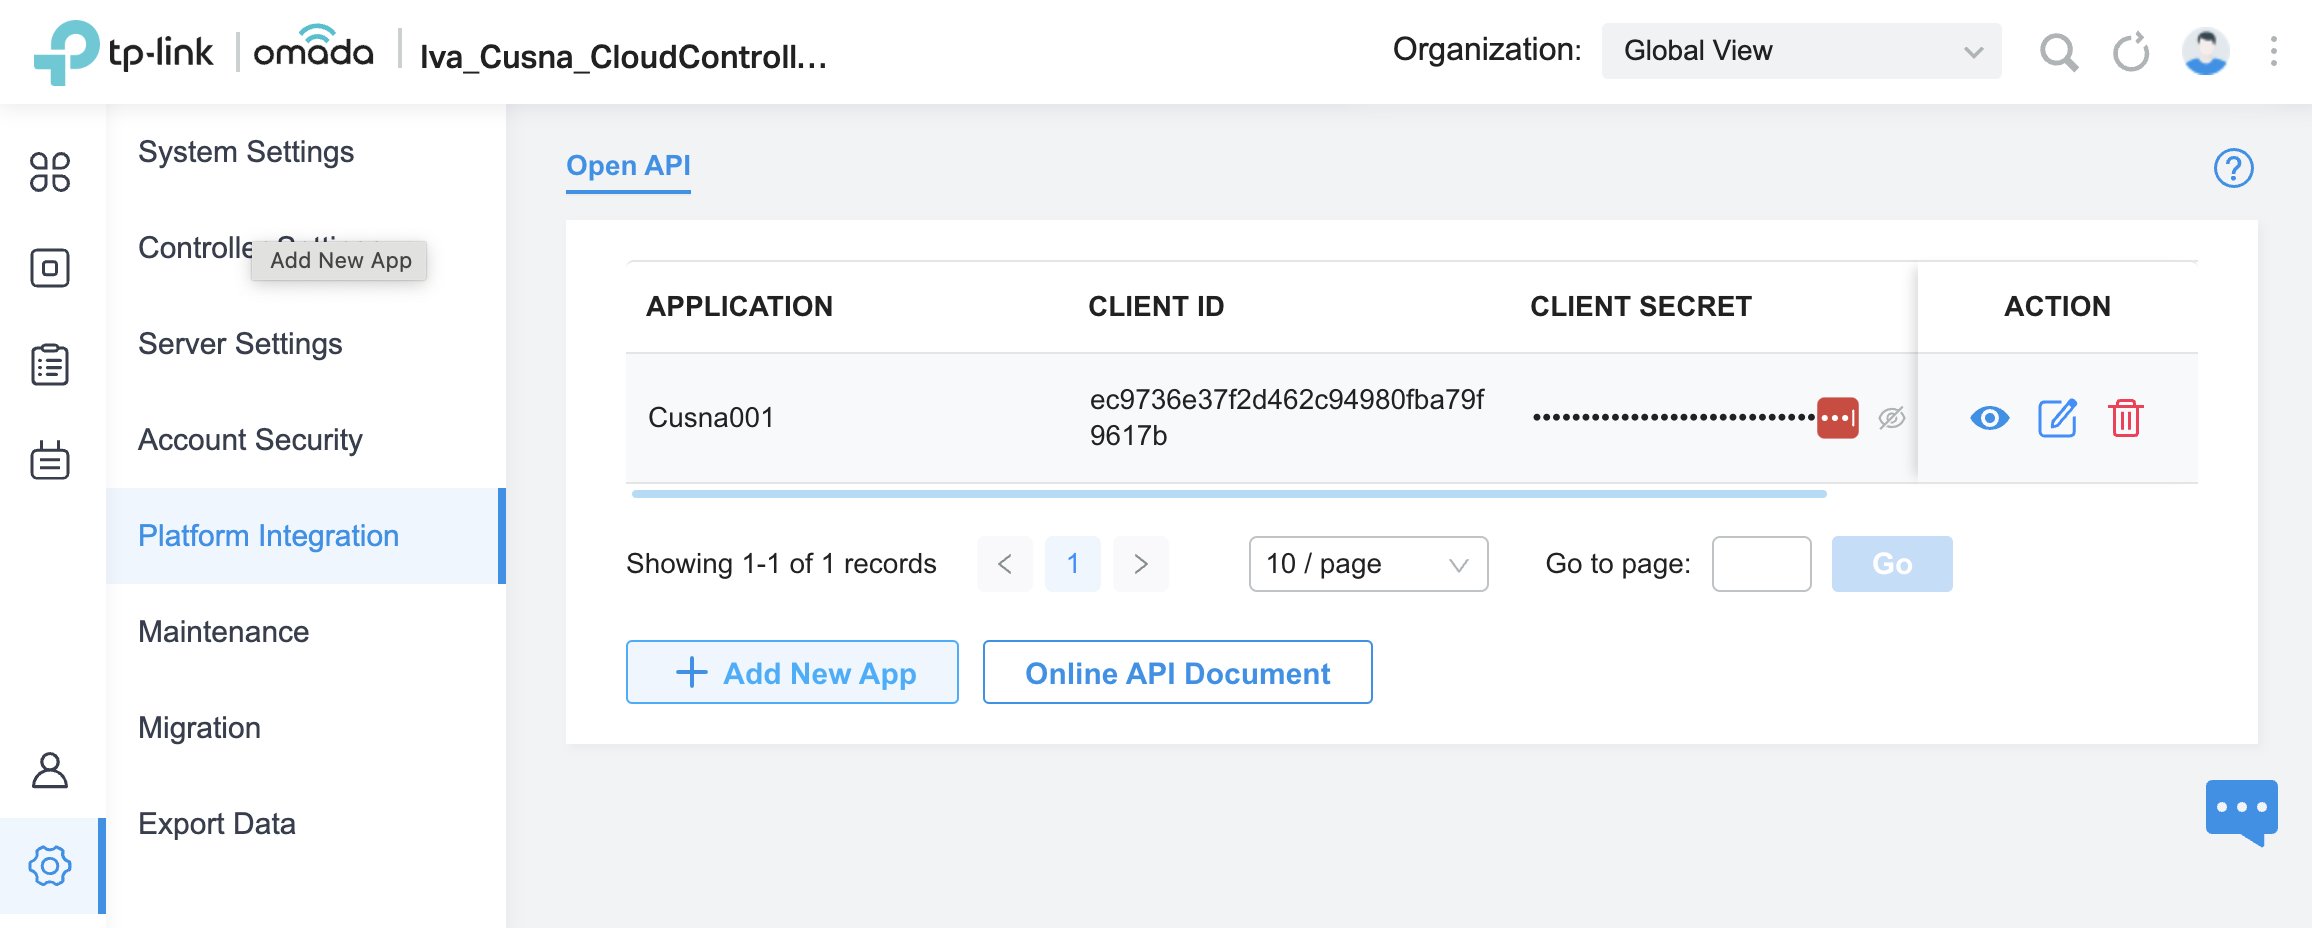 tp-link omada Iva_Cusna_CloudControll...
Organization: Global View
System Settings
Controlle
Add New App
Server Settings
Account Security
Platform Integration
Maintenance
Migration
Export Data
Open API
APPLICATION CLIENT ID CLIENT SECRET ACTION
Cusna001 ec9736e37f2d462c94980fba79f
9617b
Showing 1-1 of 1 records < 1 > 10 / page Go to page: Go
+ Add New App Online API Document